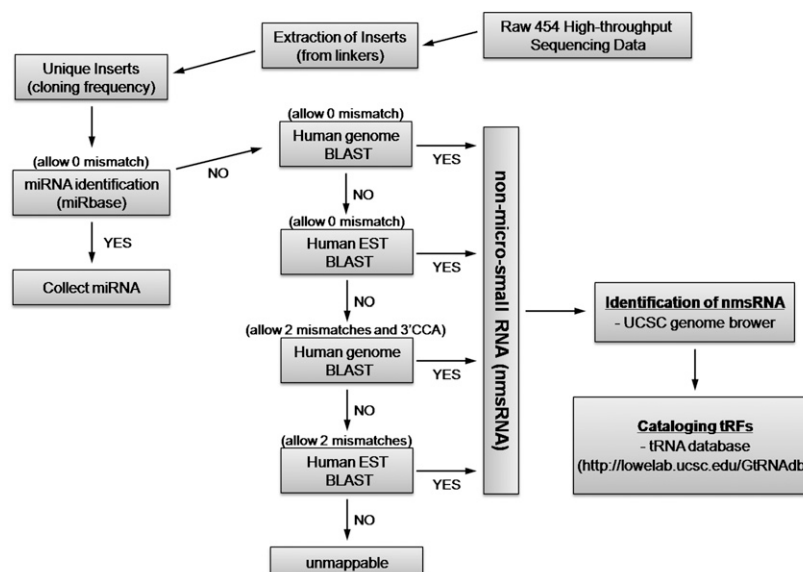 Raw 454 High-throughput
Sequencing Data
Extraction of Inserts
(from linkers)
Unique Inserts
(cloning frequency)
(allow 0 mismatch)
miRNA identification
(miRbase)
NO
YES
Collect miRNA
(allow 0 mismatch)
Human genome
BLAST
YES
NO
(allow 0 mismatch)
Human EST
BLAST
YES
NO
(allow 2 mismatches and 3'CCA)
Human genome
BLAST
YES
NO
(allow 2 mismatches)
Human EST
BLAST
YES
NO
unmappable
non-micro-small
RNA (nmsRNA)
Identification of nmsRNA
- UCSC genome brower
Cataloging tRFs
- tRNA database
(http://lowelab.ucsc.edu/GtRNAdb